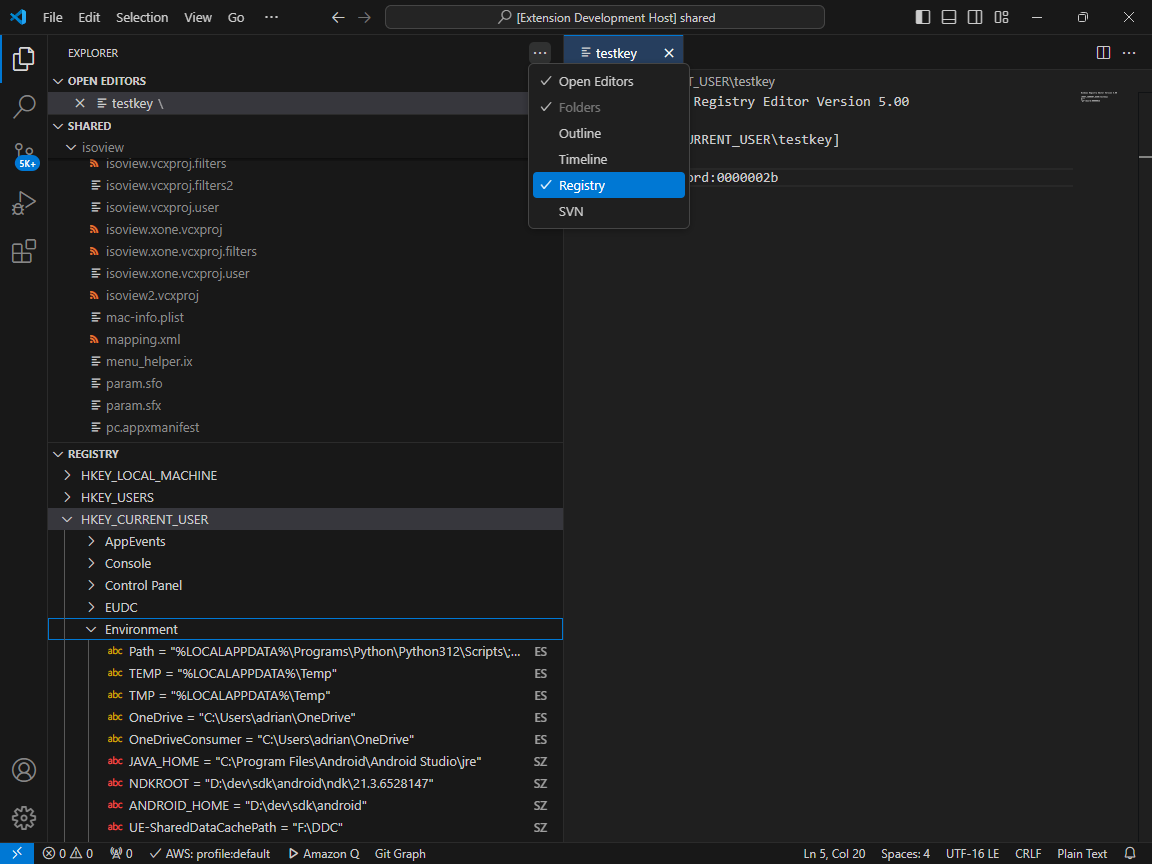 File Edit Selection View Go ··· [Extension Development Host] shared
EXPLORER
OPEN EDITORS
testkey \
SHARED
isoview
isoview.vcxproj.filters
isoview.vcxproj.filters2
isoview.vcxproj.user
isoview.xone.vcxproj
isoview.xone.vcxproj.filters
isoview.xone.vcxproj.user
isoview2.vcxproj
mac-info.plist
mapping.xml
menu_helper.ix
param.sfo
param.sfx
pc.appxmanifest
5K+
REGISTRY
HKEY_LOCAL_MACHINE
HKEY_USERS
HKEY_CURRENT_USER
AppEvents
Console
Control Panel
EUDC
Environment
abc Path = "%LOCALAPPDATA%\Programs\Python\Python312\Scripts\;... ES
abc TEMP = "%LOCALAPPDATA%\Temp" ES
abc TMP = "%LOCALAPPDATA%\Temp" ES
abc OneDrive = "C:\Users\adrian\OneDrive" ES
abc OneDriveConsumer = "C:\Users\adrian\OneDrive" ES
abc JAVA_HOME = "C:\Program Files\Android\Android Studio\jre" SZ
abc NDKROOT = "D:\dev\sdk\android\ndk\21.3.6528147" SZ
abc ANDROID_HOME = "D:\dev\sdk\android" SZ
abc UE-SharedDataCachePath = "F:\DDC" SZ
testkey
Open Editors
Folders
Outline
Timeline
Registry
SVN
T_USER\testkey
Registry Editor Version 5.00
URRENT_USER\testkey]
ord:0000002b
0 0 0 AWS: profile:default Amazon Q Git Graph Ln 5, Col 20 Spaces: 4 UTF-16 LE CRLF Plain Text